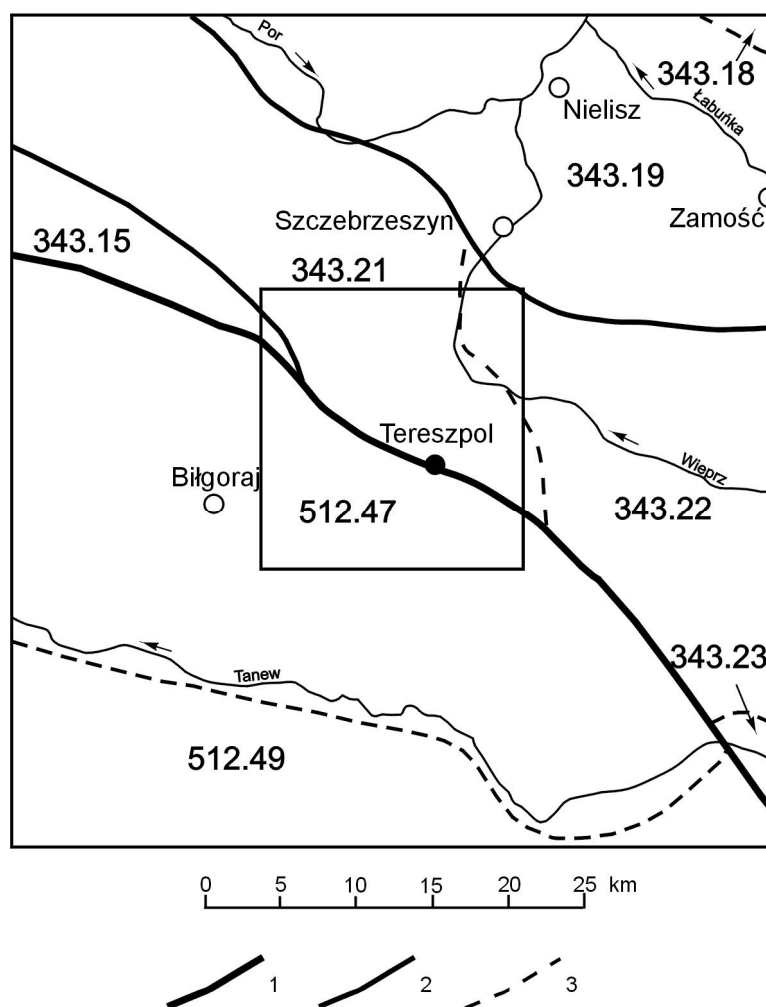 Por
343.18
Nielisz
Łabuńka
343.19
Zamość
Szczebrzeszyn
343.15
343.21
Tereszpol
Wieprz
Biłgoraj
512.47
343.22
343.23
Tanew
512.49
0 5 10 15 20 25 km
1 2 3